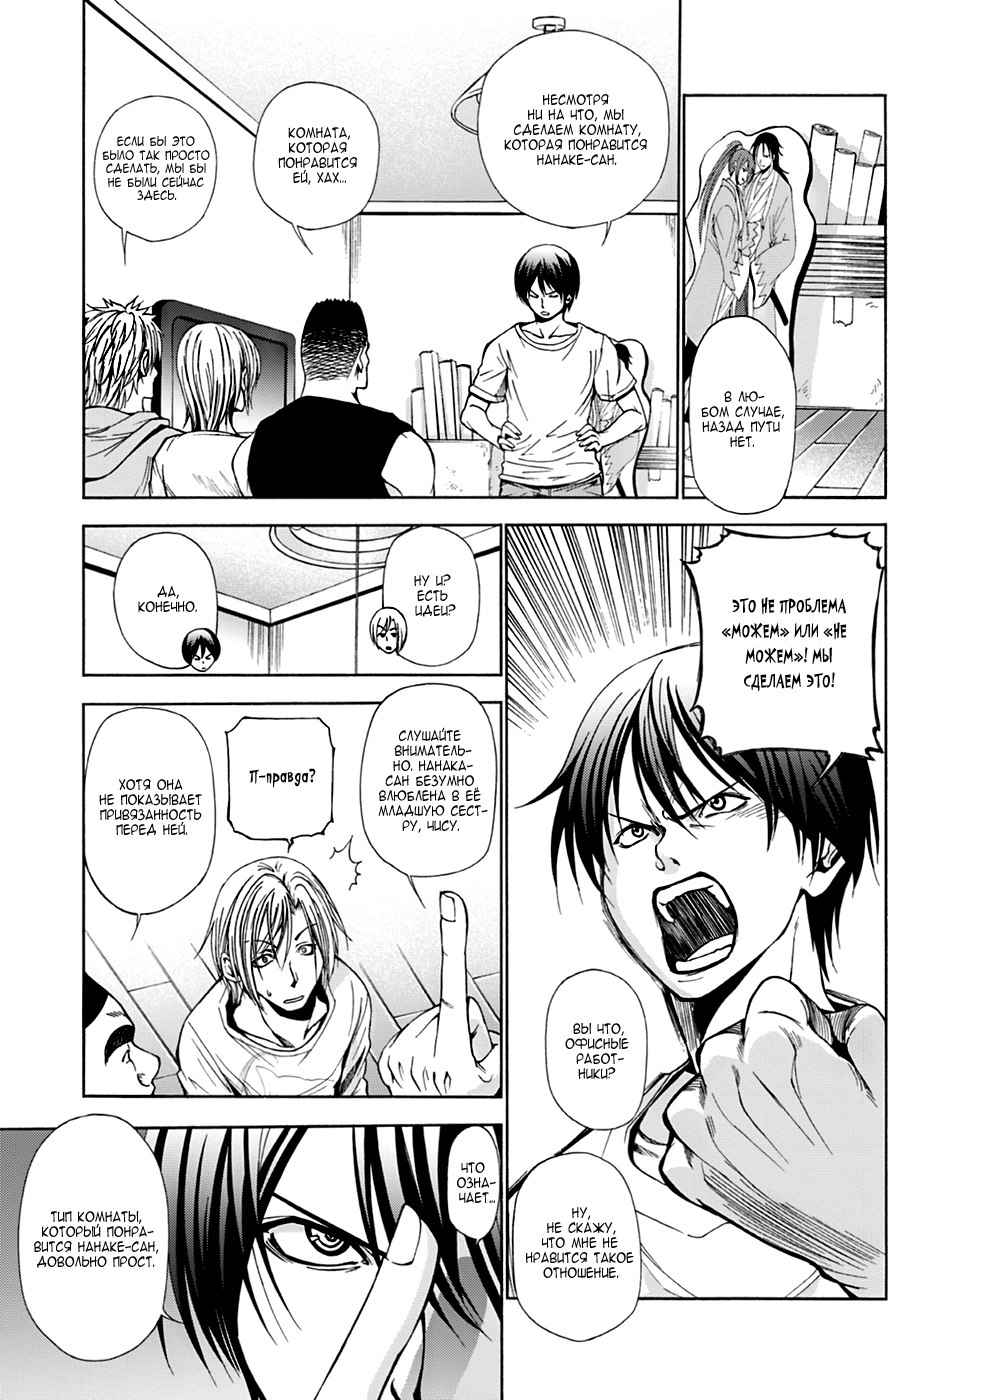 В ЛЮ-
БОМ СЛУЧАЕ,
НАЗАД ПУТИ
НЕТ.
НЕСМОТРЯ
НИ НА ЧТО, МЫ
СДЕЛАЕМ КОМНАТУ,
КОТОРАЯ ПОНРАВИТСЯ
НАНАКЕ-САН.
КОМНАТА,
КОТОРАЯ
ПОНРАВИТСЯ
ЕЙ, ХАХ...
ЕСЛИ БЫ ЭТО
БЫЛО ТАК ПРОСТО
СДЕЛАТЬ, МЫ БЫ
НЕ БЫЛИ СЕЙЧАС
ЗДЕСЬ.
ЭТО НЕ ПРОБЛЕМА
«МОЖЕМ» ИЛИ «НЕ
МОЖЕМ»! МЫ
СДЕЛАЕМ ЭТО!
ВЫ ЧТО,
ОФИСНЫЕ
РАБОТ-
НИКИ?
НУ,
НЕ СКАЖУ,
ЧТО МНЕ НЕ
НРАВИТСЯ ТАКОЕ
ОТНОШЕНИЕ.
НУ И?
ЕСТЬ
ИДЕИ?
ДА,
КОНЕЧНО.
СЛУШАЙТЕ
ВНИМАТЕЛЬ-
НО. НАНАКА-
САН БЕЗУМНО
ВЛЮБЛЕНА В ЕЁ
МЛАДШУЮ СЕСТ-
РУ, ЧИСУ.
П-правда?
ХОТЯ ОНА
НЕ ПОКАЗЫВАЕТ
ПРИВЯЗАННОСТЬ
ПЕРЕД НЕЙ.
ЧТО
ОЗНА-
ЧАЕТ...
ТИП КОМНАТЫ,
КОТОРЫЙ ПОНРА-
ВИТСЯ НАНАКЕ-САН,
ДОВОЛЬНО ПРОСТ.